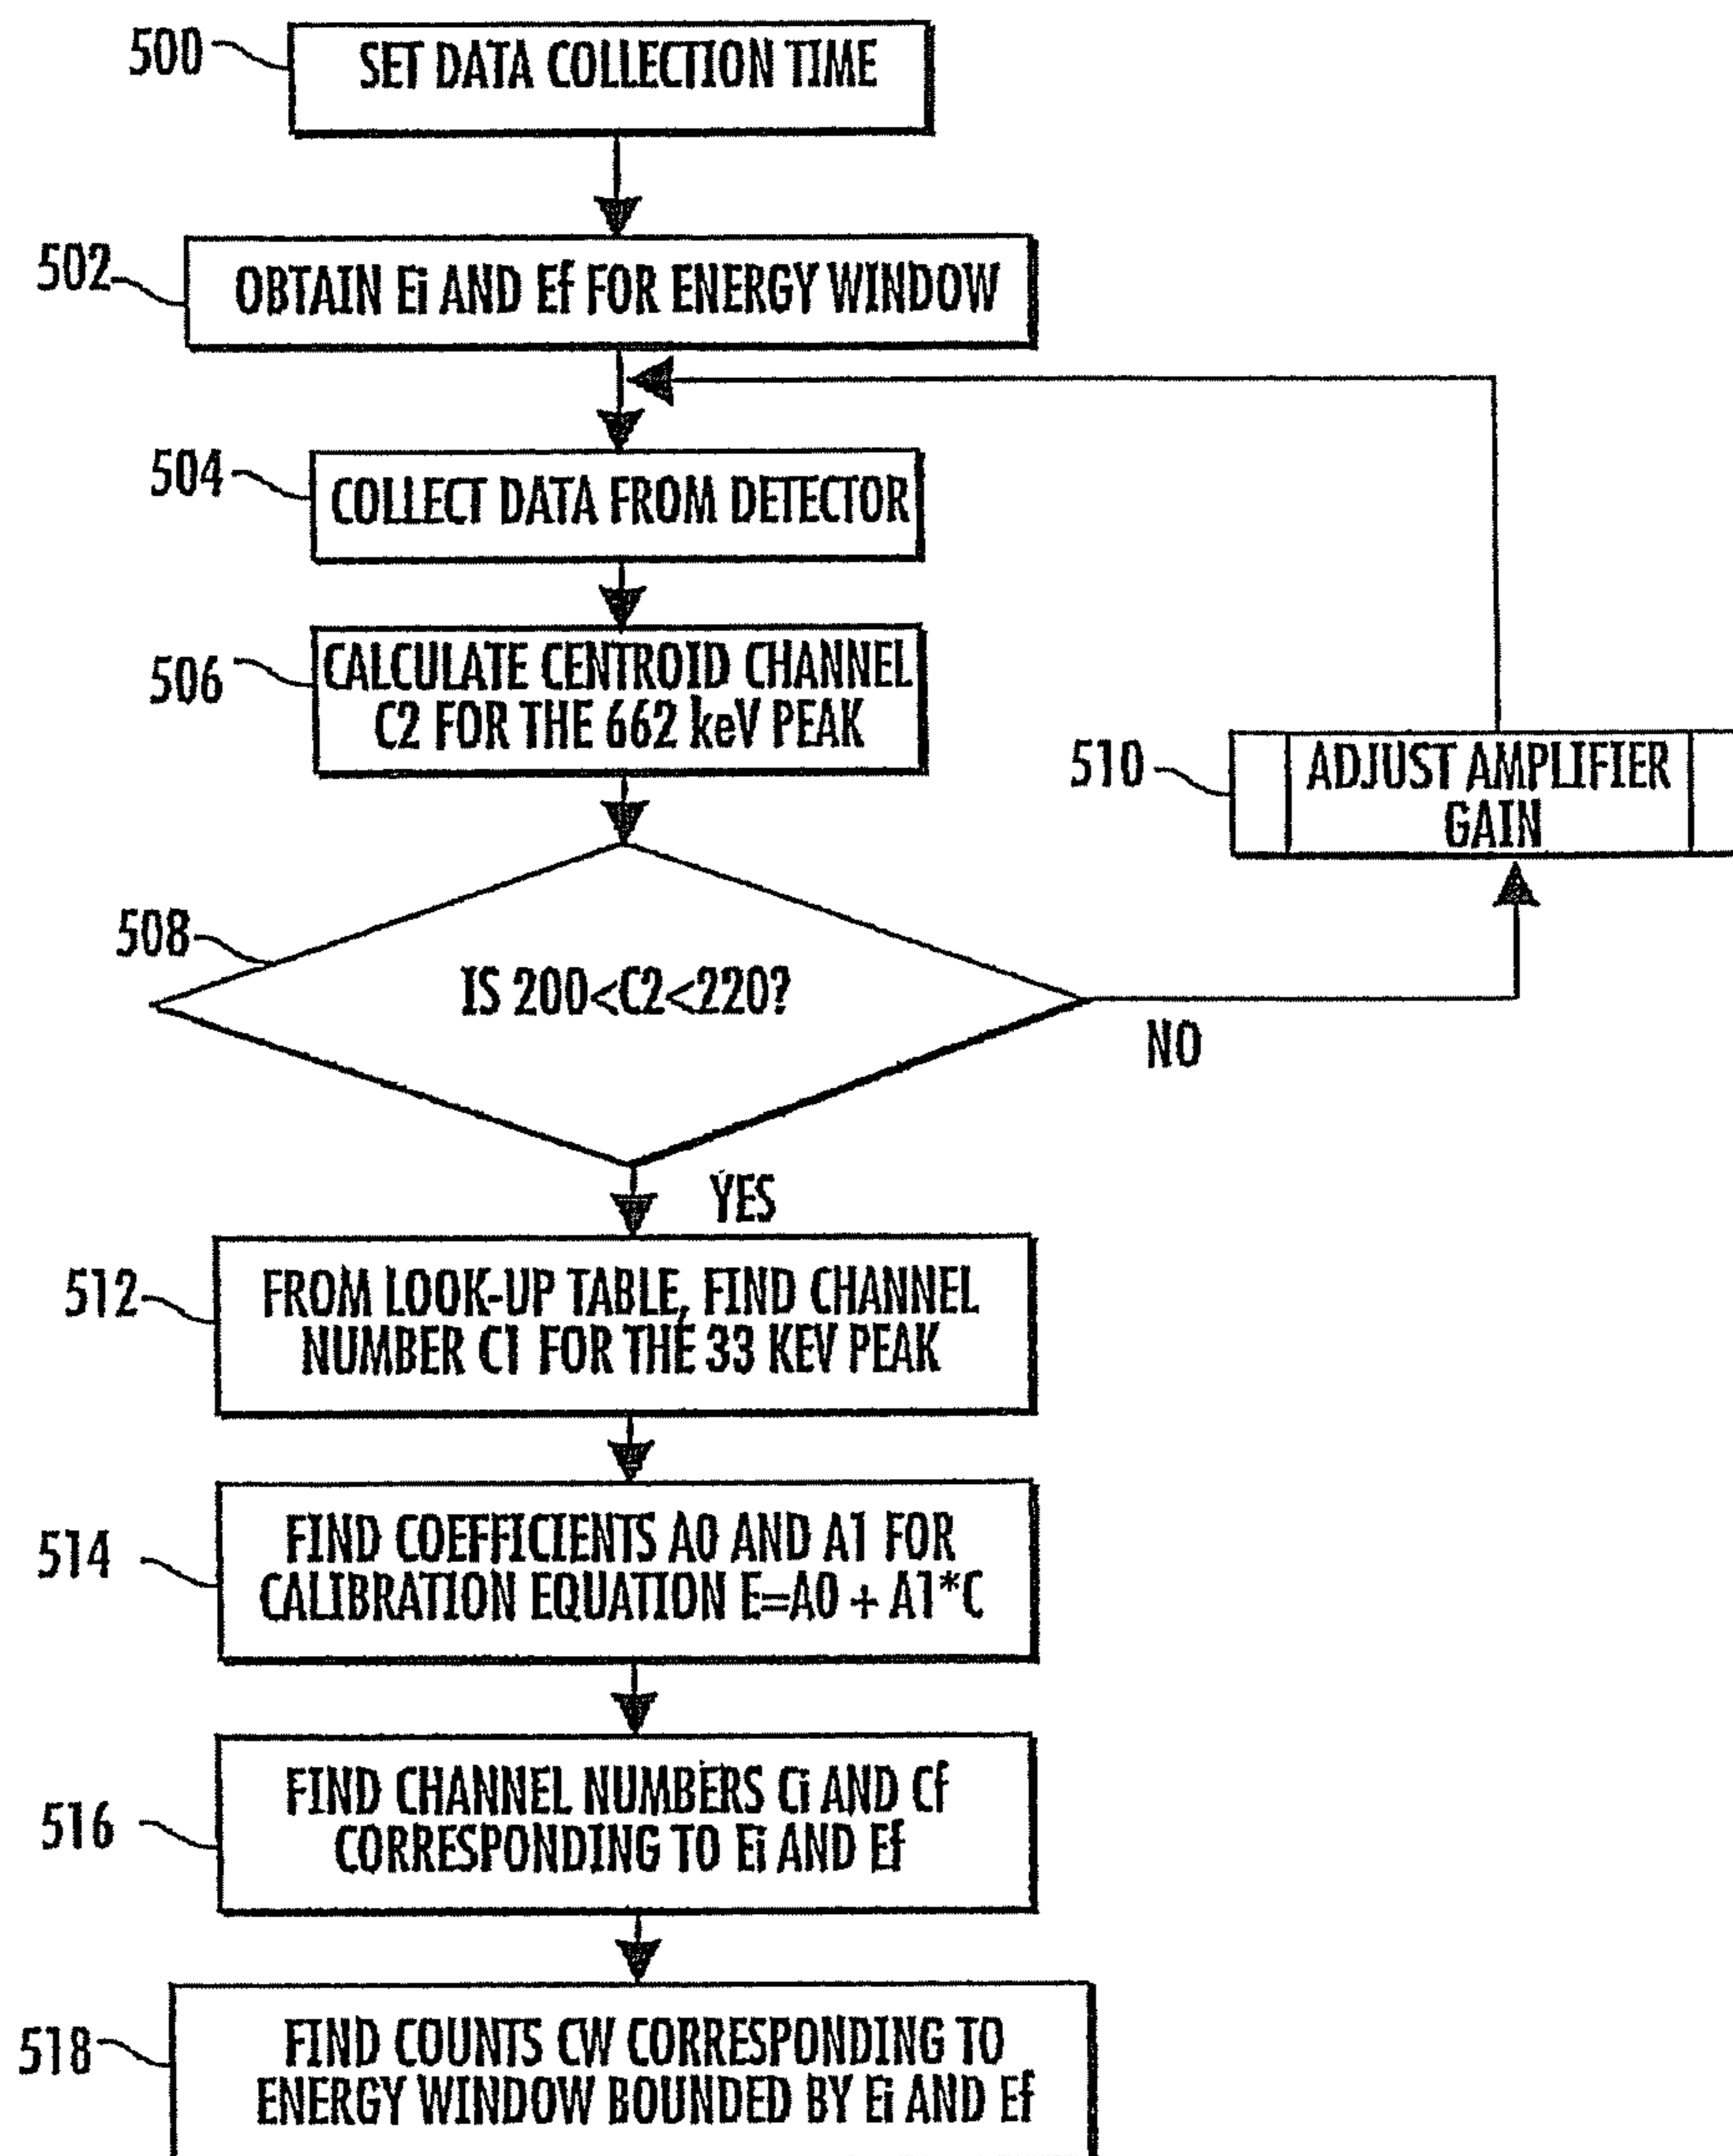 500
SET DATA COLLECTION TIME
502
OBTAIN Ei AND Ef FOR ENERGY WINDOW
504
COLLECT DATA FROM DETECTOR
506
CALCULATE CENTROID CHANNEL
C2 FOR THE 662 keV PEAK
510
ADJUST AMPLIFIER
GAIN
508
IS 200<C2<220?
NO
YES
512
FROM LOOK-UP TABLE, FIND CHANNEL
NUMBER C1 FOR THE 33 KEV PEAK
514
FIND COEFFICIENTS A0 AND A1 FOR
CALIBRATION EQUATION E=A0 + A1*C
516
FIND CHANNEL NUMBERS Ci AND Cf
CORRESPONDING TO Ei AND Ef
518
FIND COUNTS CW CORRESPONDING TO
ENERGY WINDOW BOUNDED BY Ei AND Ef